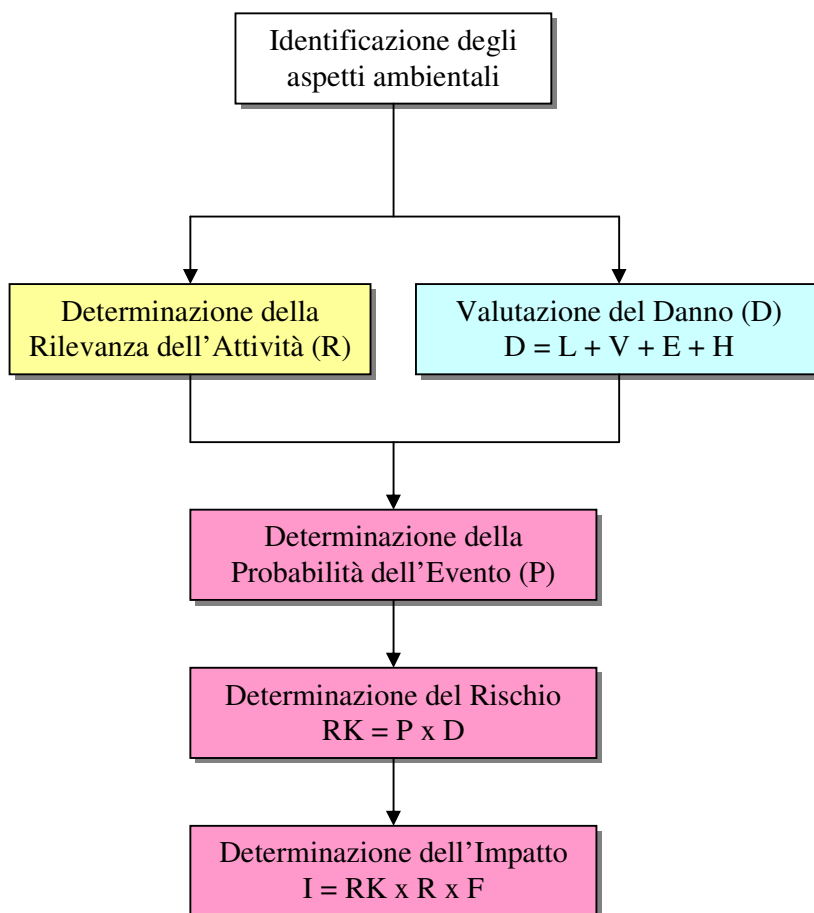 Identificazione degli
aspetti ambientali
Determinazione della
Rilevanza dell'Attività (R)
Valutazione del Danno (D)
D = L + V + E + H
Determinazione della
Probabilità dell'Evento (P)
Determinazione del Rischio
RK = P x D
Determinazione dell'Impatto
I = RK x R x F